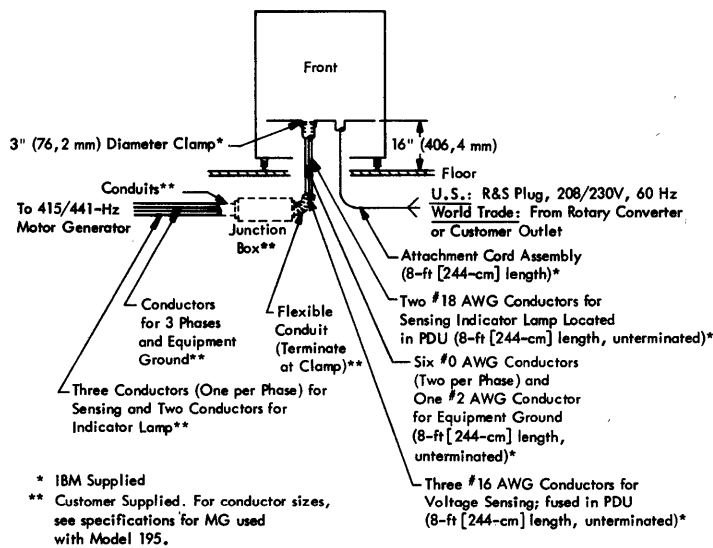 Front
3" (76,2 mm) Diameter Clamp*
16" (406,4 mm)
Floor
Conduits**
To 415/441-Hz
Motor Generator
Junction
Box**
U.S.: R&S Plug, 208/230V, 60 Hz
World Trade: From Rotary Converter
or Customer Outlet
Attachment Cord Assembly
(8-ft [244-cm] length)*
Conductors
for 3 Phases
and Equipment
Ground**
Flexible
Conduit
(Terminate
at Clamp)**
Two #18 AWG Conductors for
Sensing Indicator Lamp Located
in PDU (8-ft [244-cm] length, unterminated)*
Six #0 AWG Conductors
(Two per Phase) and
One #2 AWG Conductor
for Equipment Ground
(8-ft [244-cm] length,
unterminated)*
Three Conductors (One per Phase) for
Sensing and Two Conductors for
Indicator Lamp**
Three #16 AWG Conductors for
Voltage Sensing; fused in PDU
(8-ft [244-cm] length, unterminated)*
* IBM Supplied
** Customer Supplied. For conductor sizes,
see specifications for MG used
with Model 195.